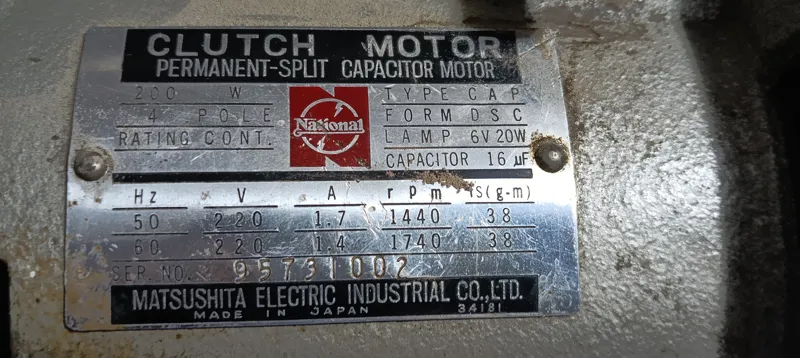 CLUTCH MOTOR
PERMANENT-SPLIT CAPACITOR MOTOR
200 W
4 POLE
RATING CONT.
National
TYPE CAP
FORM DSC
LAMP 6V 20W
CAPACITOR 16 µF
Hz V A rpm S(g-m)
50 220 1.7 1440 38
60 220 1.4 1740 38
SER. NO. 95731002
MATSUSHITA ELECTRIC INDUSTRIAL CO.,LTD.
MADE IN JAPAN 34181